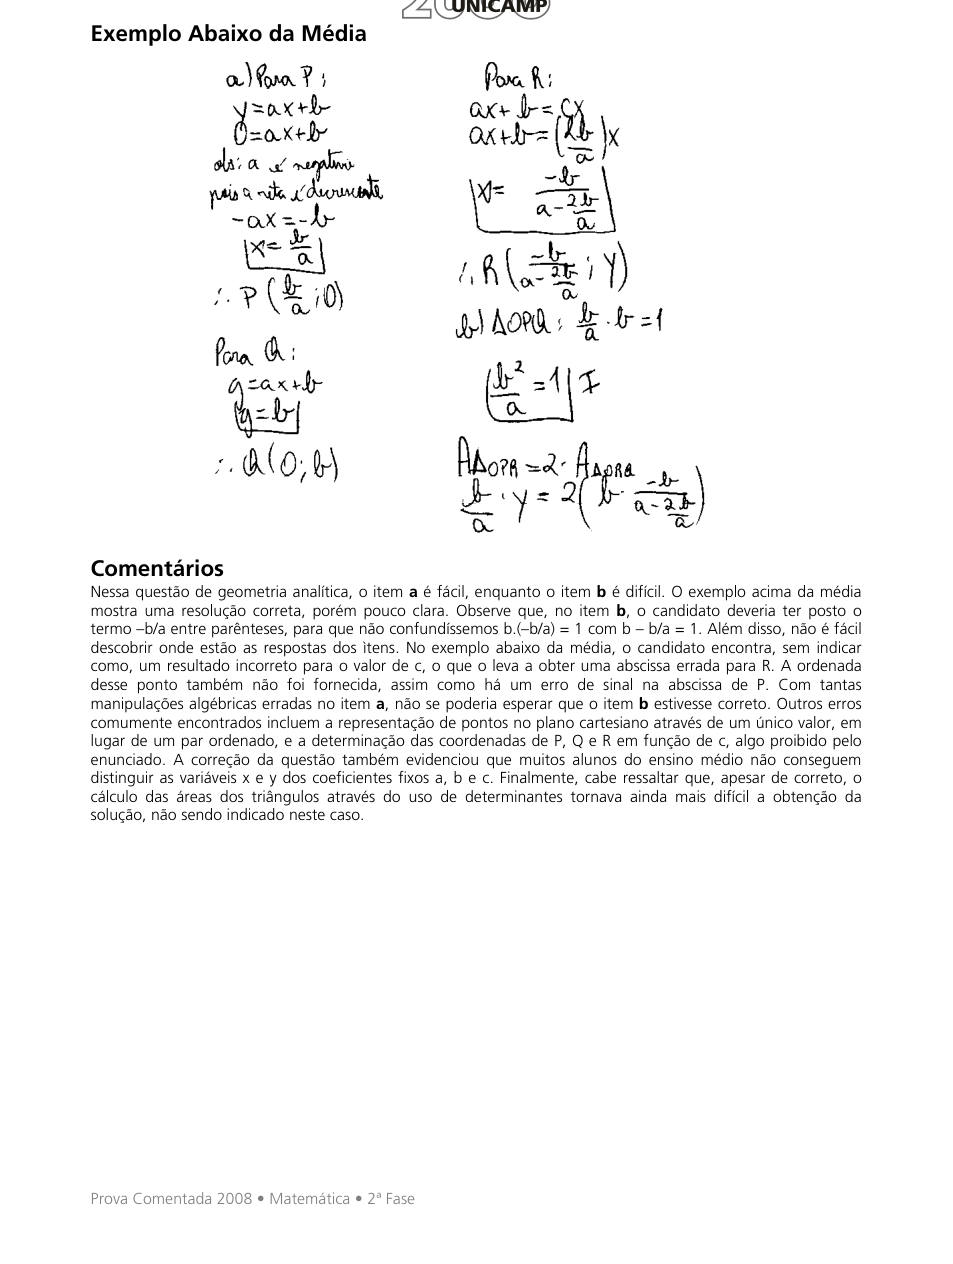 2008
UNICAMP
Exemplo Abaixo da Média
a) Para P:
y=ax+b
0=ax+b
obs: a é negativo
pois a reta é decrescente
-ax=-b
x= b/a
∴ P (b/a ; 0)
Para Q:
y=ax+b
y=b
∴ Q(0; b)
Para R:
ax+b=cx
ax+b=(2b/a)x
x= -b/(a-2b/a)
∴ R(-b/(a-2b/a) ; y)
b) ΔOPQ: b/a . b = 1
b²/a = 1 I
AΔOPR = 2. AΔORQ
b/a . y = 2(b. -b/(a-2b/a))
Comentários
Nessa questão de geometria analítica, o item a é fácil, enquanto o item b é difícil. O exemplo acima da média
mostra uma resolução correta, porém pouco clara. Observe que, no item b, o candidato deveria ter posto o
termo –b/a entre parênteses, para que não confundíssemos b.(–b/a) = 1 com b – b/a = 1. Além disso, não é fácil
descobrir onde estão as respostas dos ìtens. No exemplo abaixo da média, o candidato encontra, sem indicar
como, um resultado incorreto para o valor de c, o que o leva a obter uma abscissa errada para R. A ordenada
desse ponto também não foi fornecida, assim como há um erro de sinal na abscissa de P. Com tantas
manipulações algébricas erradas no item a, não se poderia esperar que o item b estivesse correto. Outros erros
comumente encontrados incluem a representação de pontos no plano cartesiano através de um único valor, em
lugar de um par ordenado, e a determinação das coordenadas de P, Q e R em função de c, algo proibido pelo
enunciado. A correção da questão também evidenciou que muitos alunos do ensino médio não conseguem
distinguir as variáveis x e y dos coeficientes fixos a, b e c. Finalmente, cabe ressaltar que, apesar de correto, o
cálculo das áreas dos triângulos através do uso de determinantes tornava ainda mais difícil a obtenção da
solução, não sendo indicado neste caso.
Prova Comentada 2008 • Matemática • 2ª Fase